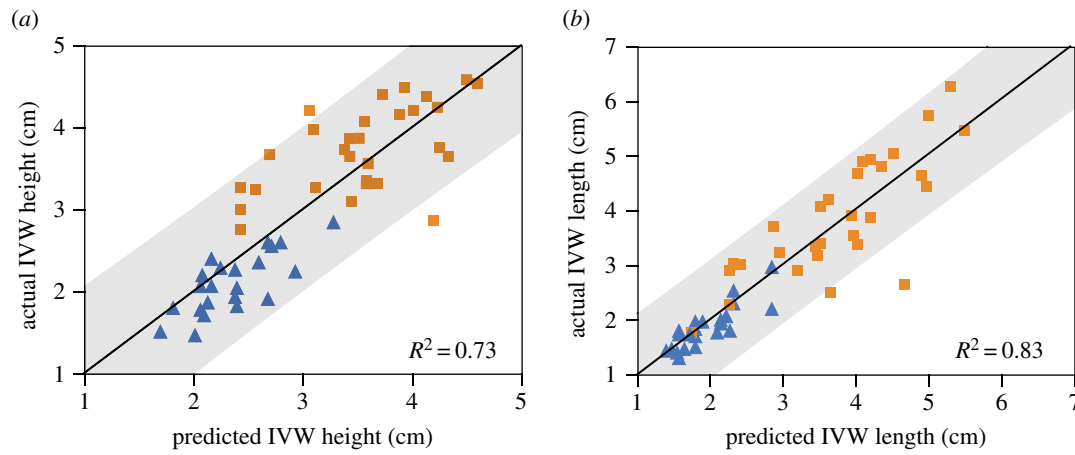 (a)
5
4
3
2
1
actual IVW height (cm)
R² = 0.73
1 2 3 4 5
predicted IVW height (cm)
(b)
7
6
5
4
3
2
1
actual IVW length (cm)
R² = 0.83
1 2 3 4 5 6 7
predicted IVW length (cm)